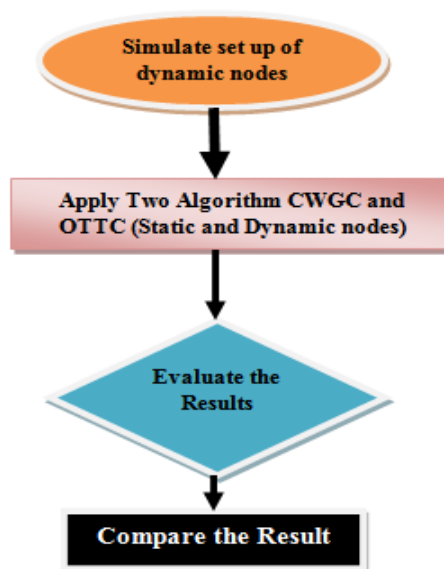 Simulate set up of
dynamic nodes
Apply Two Algorithm CWGC and
OTTC (Static and Dynamic nodes)
Evaluate the
Results
Compare the Result